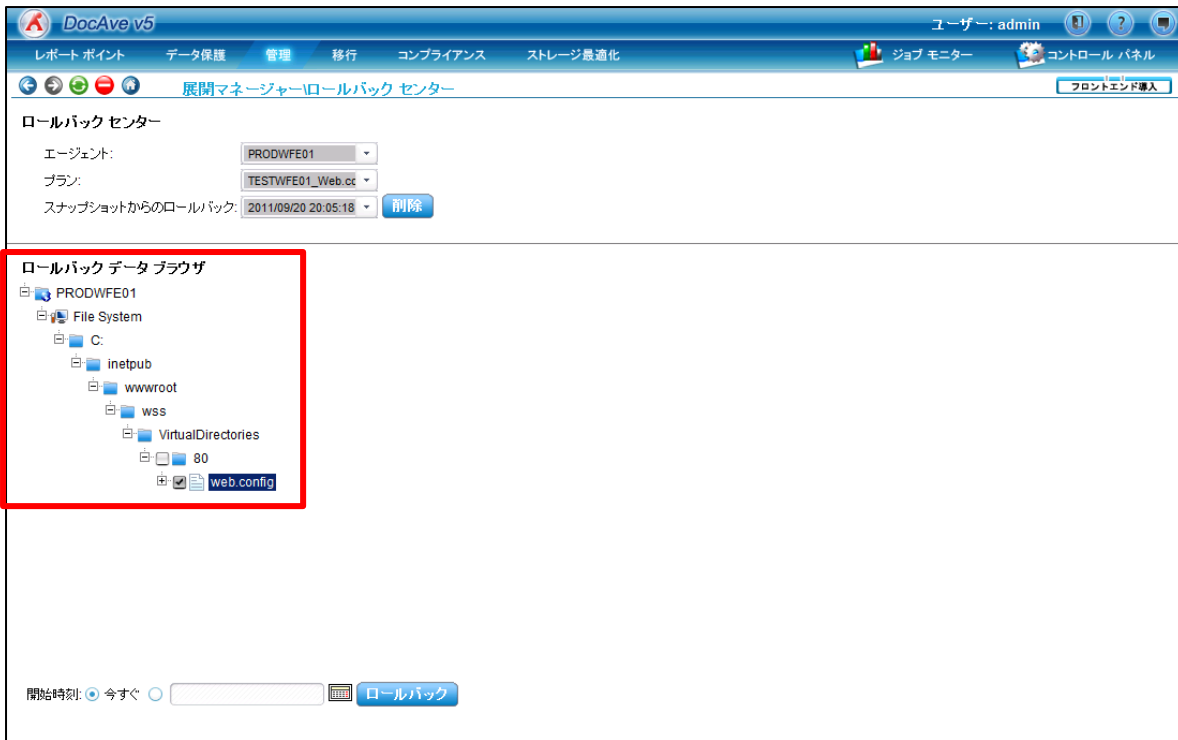 DocAve v5
ユーザー: admin
レポート ポイント データ保護 管理 移行 コンプライアンス ストレージ最適化 ジョブ モニター コントロール パネル
展開マネージャー\ロールバック センター フロントエンド導入
ロールバック センター
エージェント: PRODWFE01
プラン: TESTWFE01_Web.cc
スナップショットからのロールバック: 2011/09/20 20:05:18 削除
ロールバック データ ブラウザ
PRODWFE01
File System
C:
inetpub
wwwroot
wss
VirtualDirectories
80
web.config
開始時刻: 今すぐ ロールバック